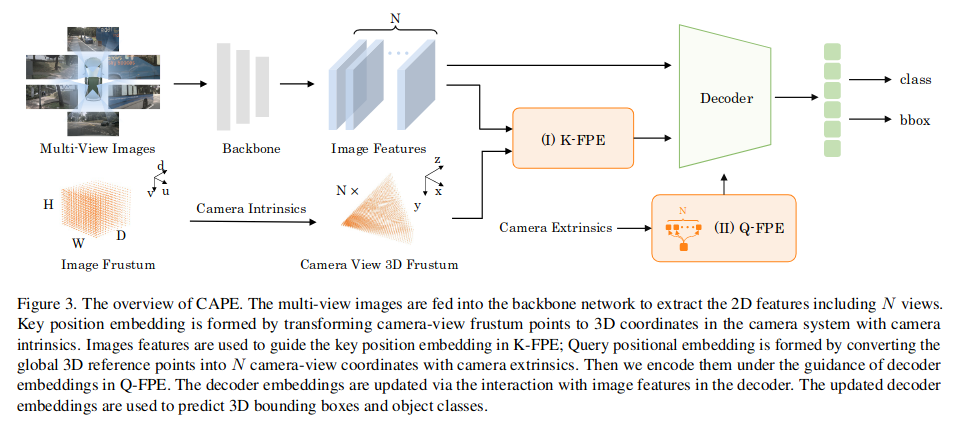 N
d
v
u
H
W
D
N ×
z
x
y
Multi-View Images
Backbone
Image Features
(I) K-FPE
Decoder
class
bbox
Camera Intrinsics
Image Frustum
Camera View 3D Frustum
Camera Extrinsics
N
(II) Q-FPE
Figure 3. The overview of CAPE. The multi-view images are fed into the backbone network to extract the 2D features including N views.
Key position embedding is formed by transforming camera-view frustum points to 3D coordinates in the camera system with camera
intrinsics. Images features are used to guide the key position embedding in K-FPE; Query positional embedding is formed by converting the
global 3D reference points into N camera-view coordinates with camera extrinsics. Then we encode them under the guidance of decoder
embeddings in Q-FPE. The decoder embeddings are updated via the interaction with image features in the decoder. The updated decoder
embeddings are used to predict 3D bounding boxes and object classes.